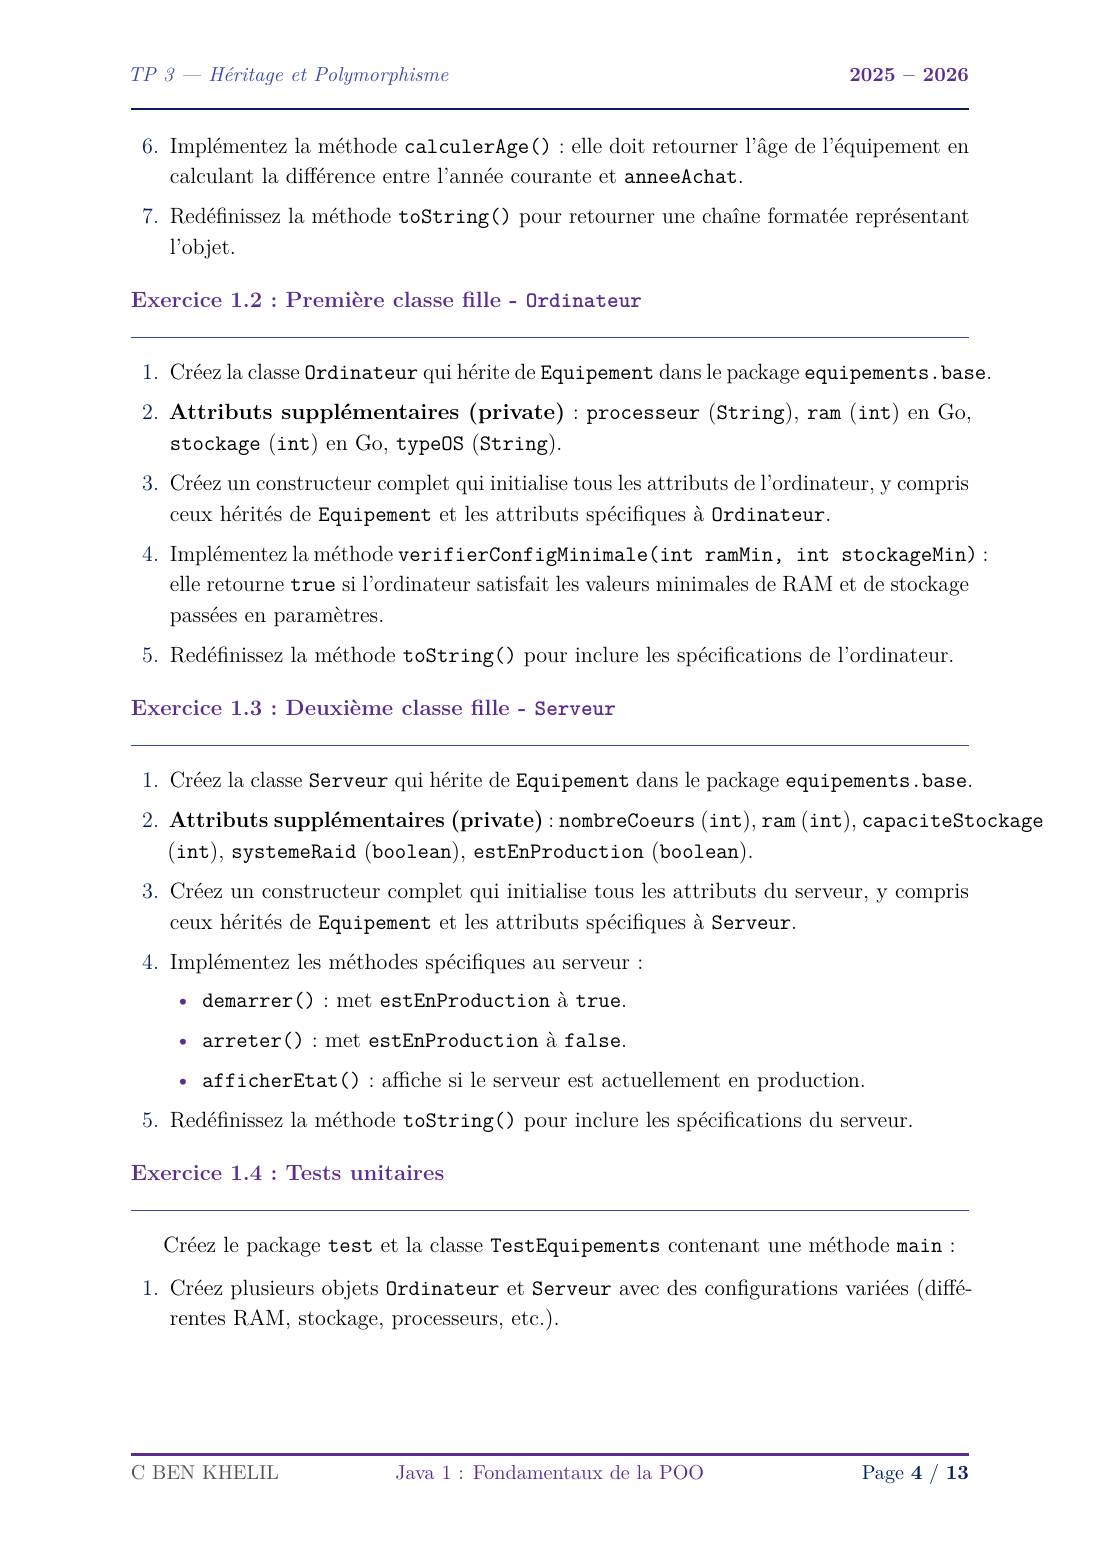 TP 3 — Héritage et Polymorphisme 2025 – 2026
6. Implémentez la méthode calculerAge() : elle doit retourner l'âge de l'équipement en
calculant la différence entre l'année courante et anneeAchat.
7. Redéfinissez la méthode toString() pour retourner une chaîne formatée représentant
l'objet.
Exercice 1.2 : Première classe fille - Ordinateur
1. Créez la classe Ordinateur qui hérite de Equipement dans le package equipements.base.
2. Attributs supplémentaires (private) : processeur (String), ram (int) en Go,
stockage (int) en Go, typeOS (String).
3. Créez un constructeur complet qui initialise tous les attributs de l'ordinateur, y compris
ceux hérités de Equipement et les attributs spécifiques à Ordinateur.
4. Implémentez la méthode verifierConfigMinimale(int ramMin, int stockageMin) :
elle retourne true si l'ordinateur satisfait les valeurs minimales de RAM et de stockage
passées en paramètres.
5. Redéfinissez la méthode toString() pour inclure les spécifications de l'ordinateur.
Exercice 1.3 : Deuxième classe fille - Serveur
1. Créez la classe Serveur qui hérite de Equipement dans le package equipements.base.
2. Attributs supplémentaires (private) : nombreCoeurs (int), ram (int), capaciteStockage
(int), systemeRaid (boolean), estEnProduction (boolean).
3. Créez un constructeur complet qui initialise tous les attributs du serveur, y compris
ceux hérités de Equipement et les attributs spécifiques à Serveur.
4. Implémentez les méthodes spécifiques au serveur :
• demarrer() : met estEnProduction à true.
• arreter() : met estEnProduction à false.
• afficherEtat() : affiche si le serveur est actuellement en production.
5. Redéfinissez la méthode toString() pour inclure les spécifications du serveur.
Exercice 1.4 : Tests unitaires
Créez le package test et la classe TestEquipements contenant une méthode main :
1. Créez plusieurs objets Ordinateur et Serveur avec des configurations variées (diffé-
rentes RAM, stockage, processeurs, etc.).
C BEN KHELIL Java 1 : Fondamentaux de la POO Page 4 / 13